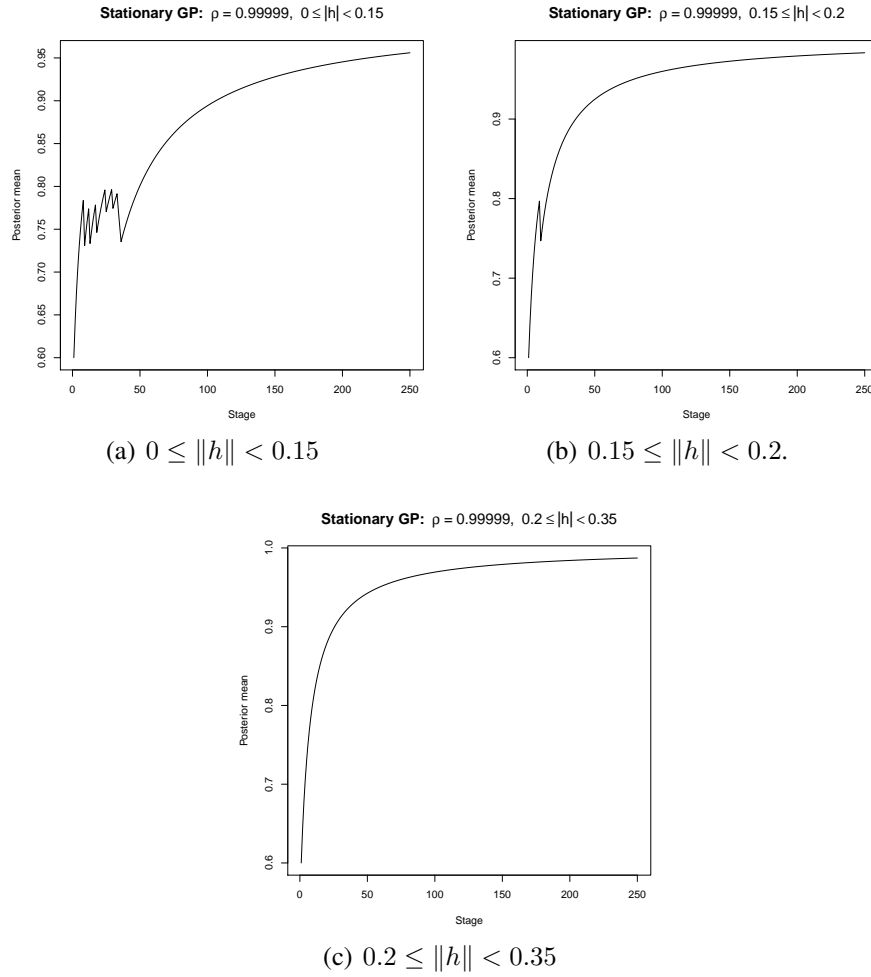 Stationary GP: ρ = 0.99999, 0 ≤ |h| < 0.15
Posterior mean
0.60
0.65
0.70
0.75
0.80
0.85
0.90
0.95
0
50
100
150
200
250
Stage
(a) 0 ≤ ‖h‖ < 0.15
Stationary GP: ρ = 0.99999, 0.15 ≤ |h| < 0.2
Posterior mean
0.6
0.7
0.8
0.9
0
50
100
150
200
250
Stage
(b) 0.15 ≤ ‖h‖ < 0.2.
Stationary GP: ρ = 0.99999, 0.2 ≤ |h| < 0.35
Posterior mean
0.6
0.7
0.8
0.9
1.0
0
50
100
150
200
250
Stage
(c) 0.2 ≤ ‖h‖ < 0.35